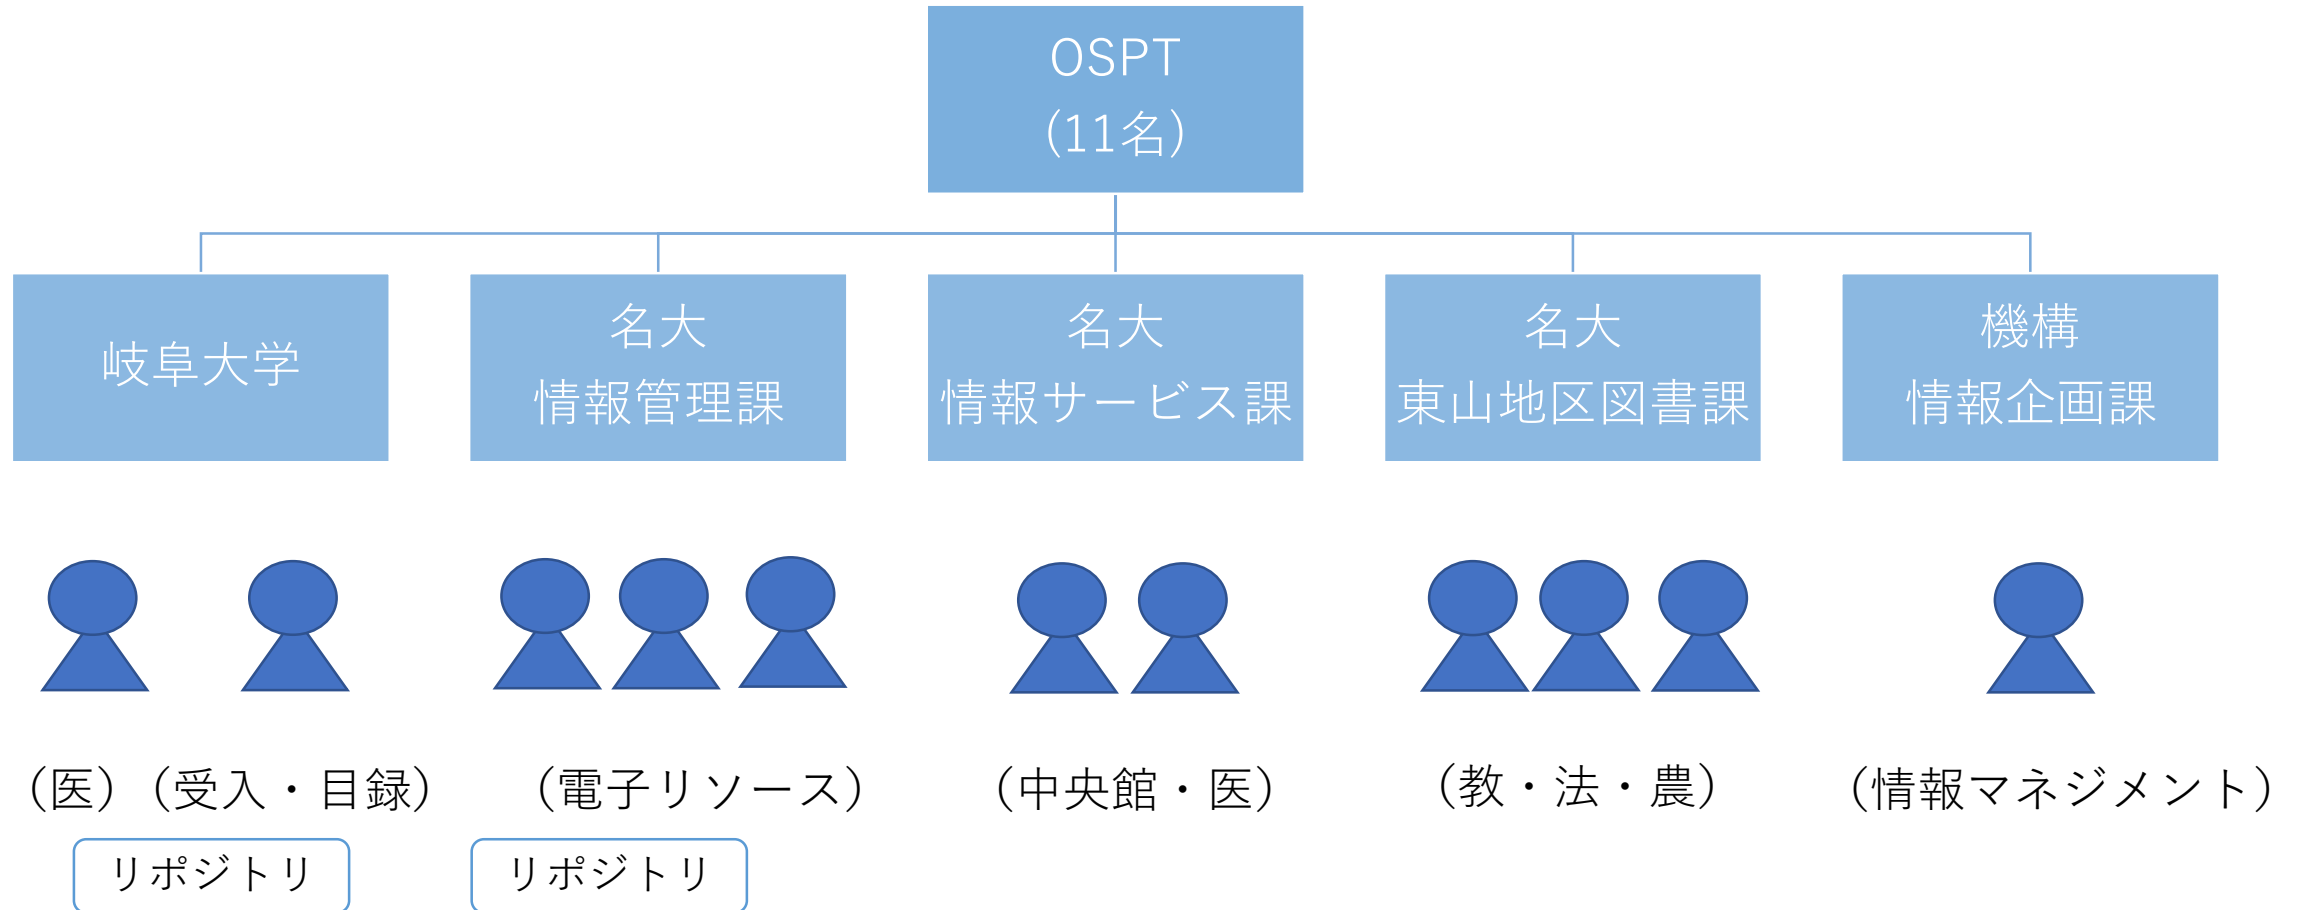 OSPT
（11名）
岐阜大学
名大
情報管理課
名大
情報サービス課
名大
東山地区図書課
機構
情報企画課
（医）（受入・目録）
（電子リソース）
（中央館・医）
（教・法・農）
（情報マネジメント）
リポジトリ
リポジトリ